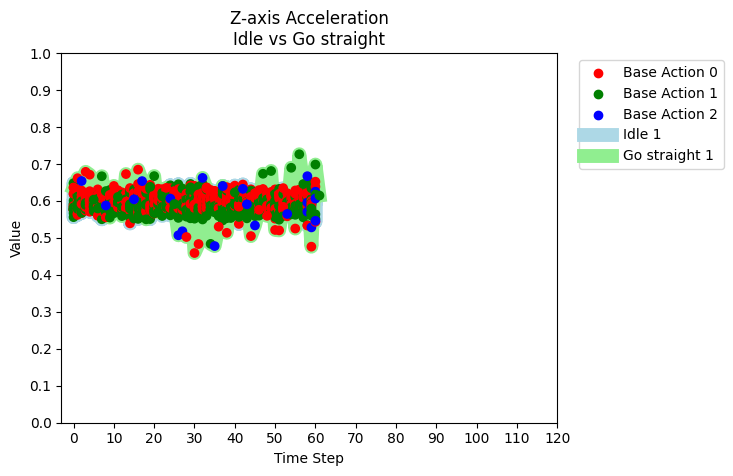 Z-axis Acceleration
Idle vs Go straight
1.0
0.9
0.8
0.7
0.6
0.5
0.4
0.3
0.2
0.1
0.0
Value
0 10 20 30 40 50 60 70 80 90 100 110 120
Time Step
Base Action 0
Base Action 1
Base Action 2
Idle 1
Go straight 1